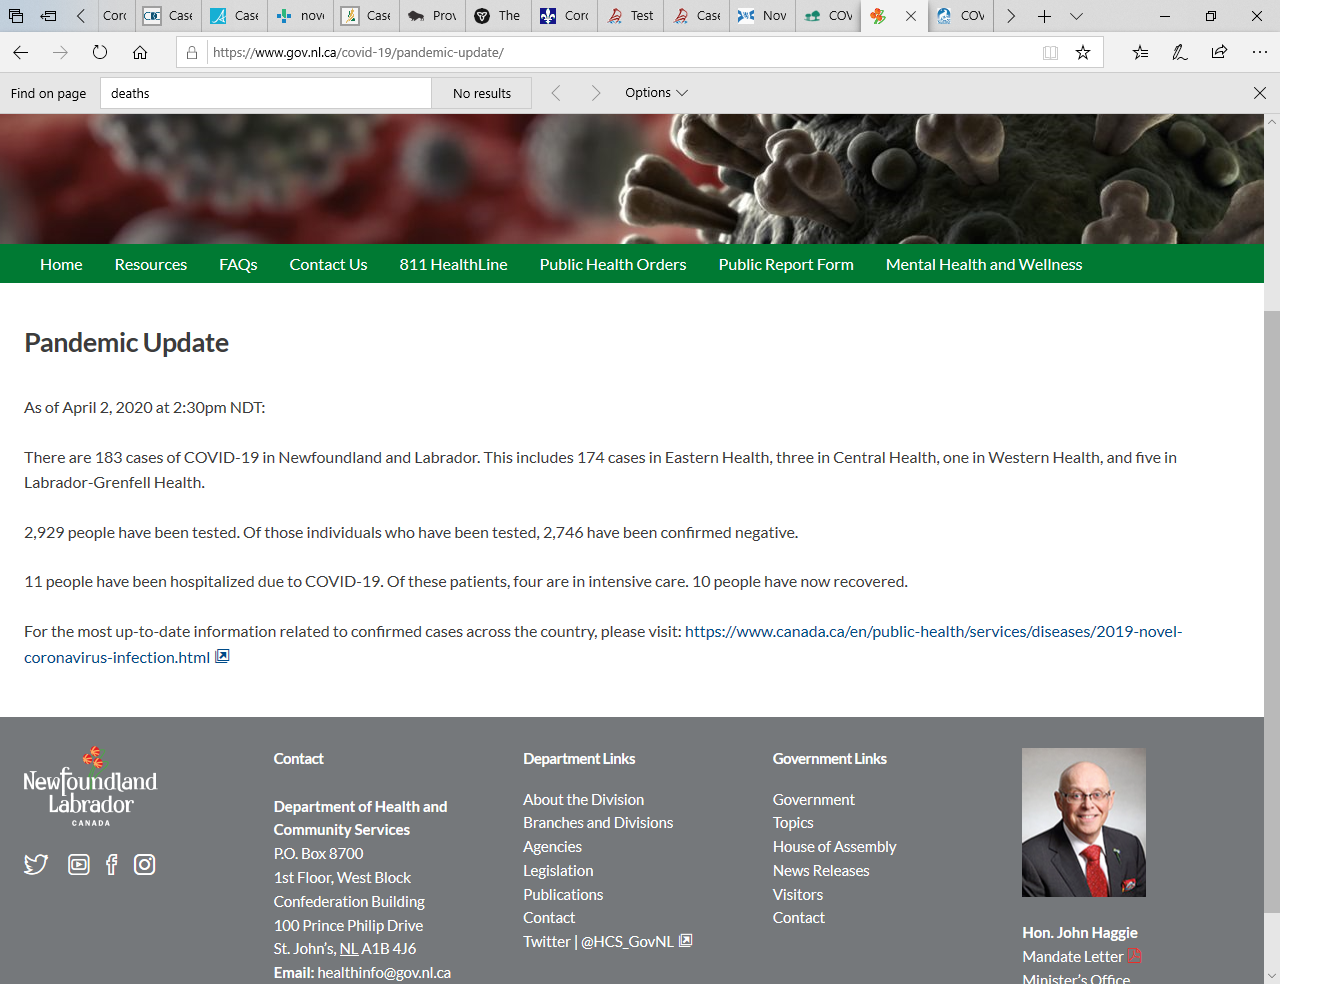 Corc
Case
Case
nove
Case
Prov
The
Corc
Test
Case
Nov
COV
COV
https://www.gov.nl.ca/covid-19/pandemic-update/
Find on page deaths No results Options
Home Resources FAQs Contact Us 811 HealthLine Public Health Orders Public Report Form Mental Health and Wellness
Pandemic Update
As of April 2, 2020 at 2:30pm NDT:
There are 183 cases of COVID-19 in Newfoundland and Labrador. This includes 174 cases in Eastern Health, three in Central Health, one in Western Health, and five in
Labrador-Grenfell Health.
2,929 people have been tested. Of those individuals who have been tested, 2,746 have been confirmed negative.
11 people have been hospitalized due to COVID-19. Of these patients, four are in intensive care. 10 people have now recovered.
For the most up-to-date information related to confirmed cases across the country, please visit: https://www.canada.ca/en/public-health/services/diseases/2019-novel-
coronavirus-infection.html
Newfoundland
Labrador
CANADA
Contact
Department of Health and
Community Services
P.O. Box 8700
1st Floor, West Block
Confederation Building
100 Prince Philip Drive
St. John's, NL A1B 4J6
Email: healthinfo@gov.nl.ca
Department Links
About the Division
Branches and Divisions
Agencies
Legislation
Publications
Contact
Twitter | @HCS_GovNL
Government Links
Government
Topics
House of Assembly
News Releases
Visitors
Contact
Hon. John Haggie
Mandate Letter
Minister's Office